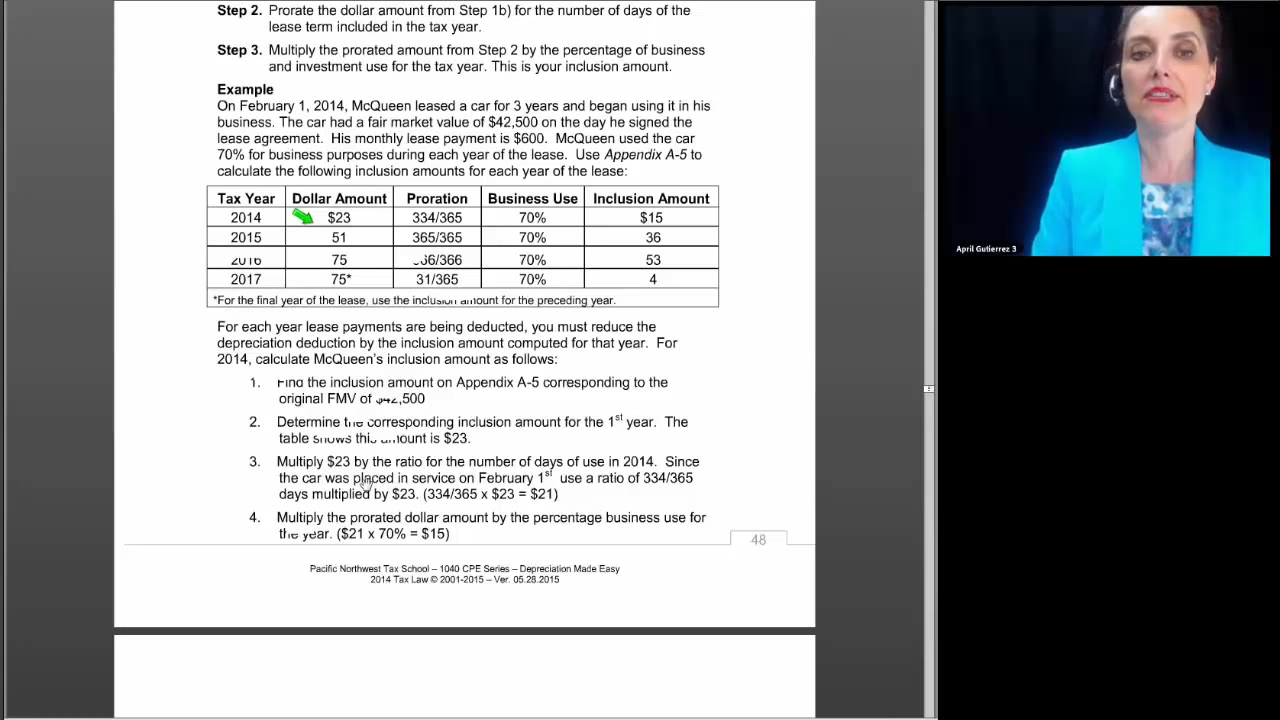 Step 2. Prorate the dollar amount from Step 1b) for the number of days of the
lease term included in the tax year.
Step 3. Multiply the prorated amount from Step 2 by the percentage of business
and investment use for the tax year. This is your inclusion amount.
Example
On February 1, 2014, McQueen leased a car for 3 years and began using it in his
business. The car had a fair market value of $42,500 on the day he signed the
lease agreement. His monthly lease payment is $600. McQueen used the car
70% for business purposes during each year of the lease. Use Appendix A-5 to
calculate the following inclusion amounts for each year of the lease:
Tax Year Dollar Amount Proration Business Use Inclusion Amount
2014 $23 334/365 70% $15
2015 51 365/365 70% 36
2016 75 366/366 70% 53
2017 75* 31/365 70% 4
*For the final year of the lease, use the inclusion amount for the preceding year.
For each year lease payments are being deducted, you must reduce the
depreciation deduction by the inclusion amount computed for that year. For
2014, calculate McQueen's inclusion amount as follows:
1. Find the inclusion amount on Appendix A-5 corresponding to the
original FMV of $42,500
2. Determine the corresponding inclusion amount for the 1st year. The
table shows this amount is $23.
3. Multiply $23 by the ratio for the number of days of use in 2014. Since
the car was placed in service on February 1st use a ratio of 334/365
days multiplied by $23. (334/365 x $23 = $21)
4. Multiply the prorated dollar amount by the percentage business use for
the year. ($21 x 70% = $15)
48
Pacific Northwest Tax School – 1040 CPE Series – Depreciation Made Easy
2014 Tax Law © 2001-2015 – Ver. 05.28.2015
April Gutierrez 3